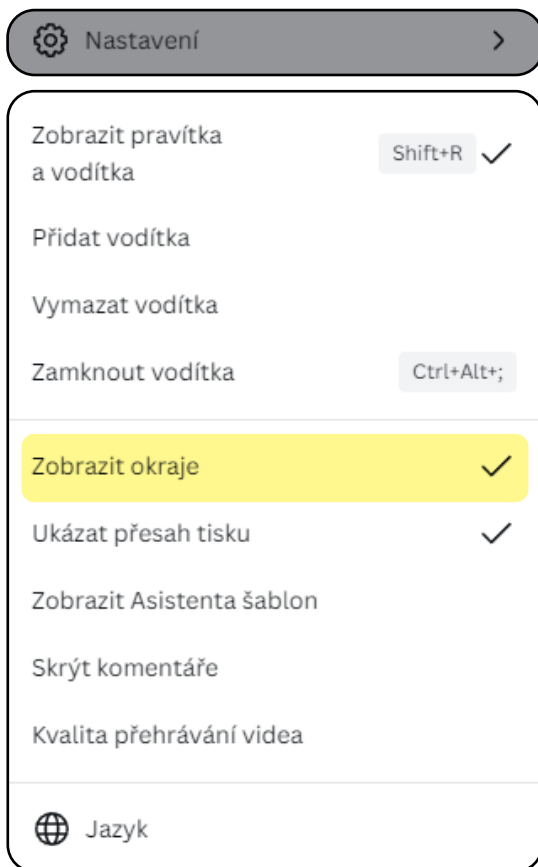 Nastavení
Zobrazit pravítka
a vodítka
Shift+R
Přidat vodítka
Vymazat vodítka
Zamknout vodítka
Ctrl+Alt+;
Zobrazit okraje
Ukázat přesah tisku
Zobrazit Asistenta šablon
Skrýt komentáře
Kvalita přehrávání videa
Jazyk